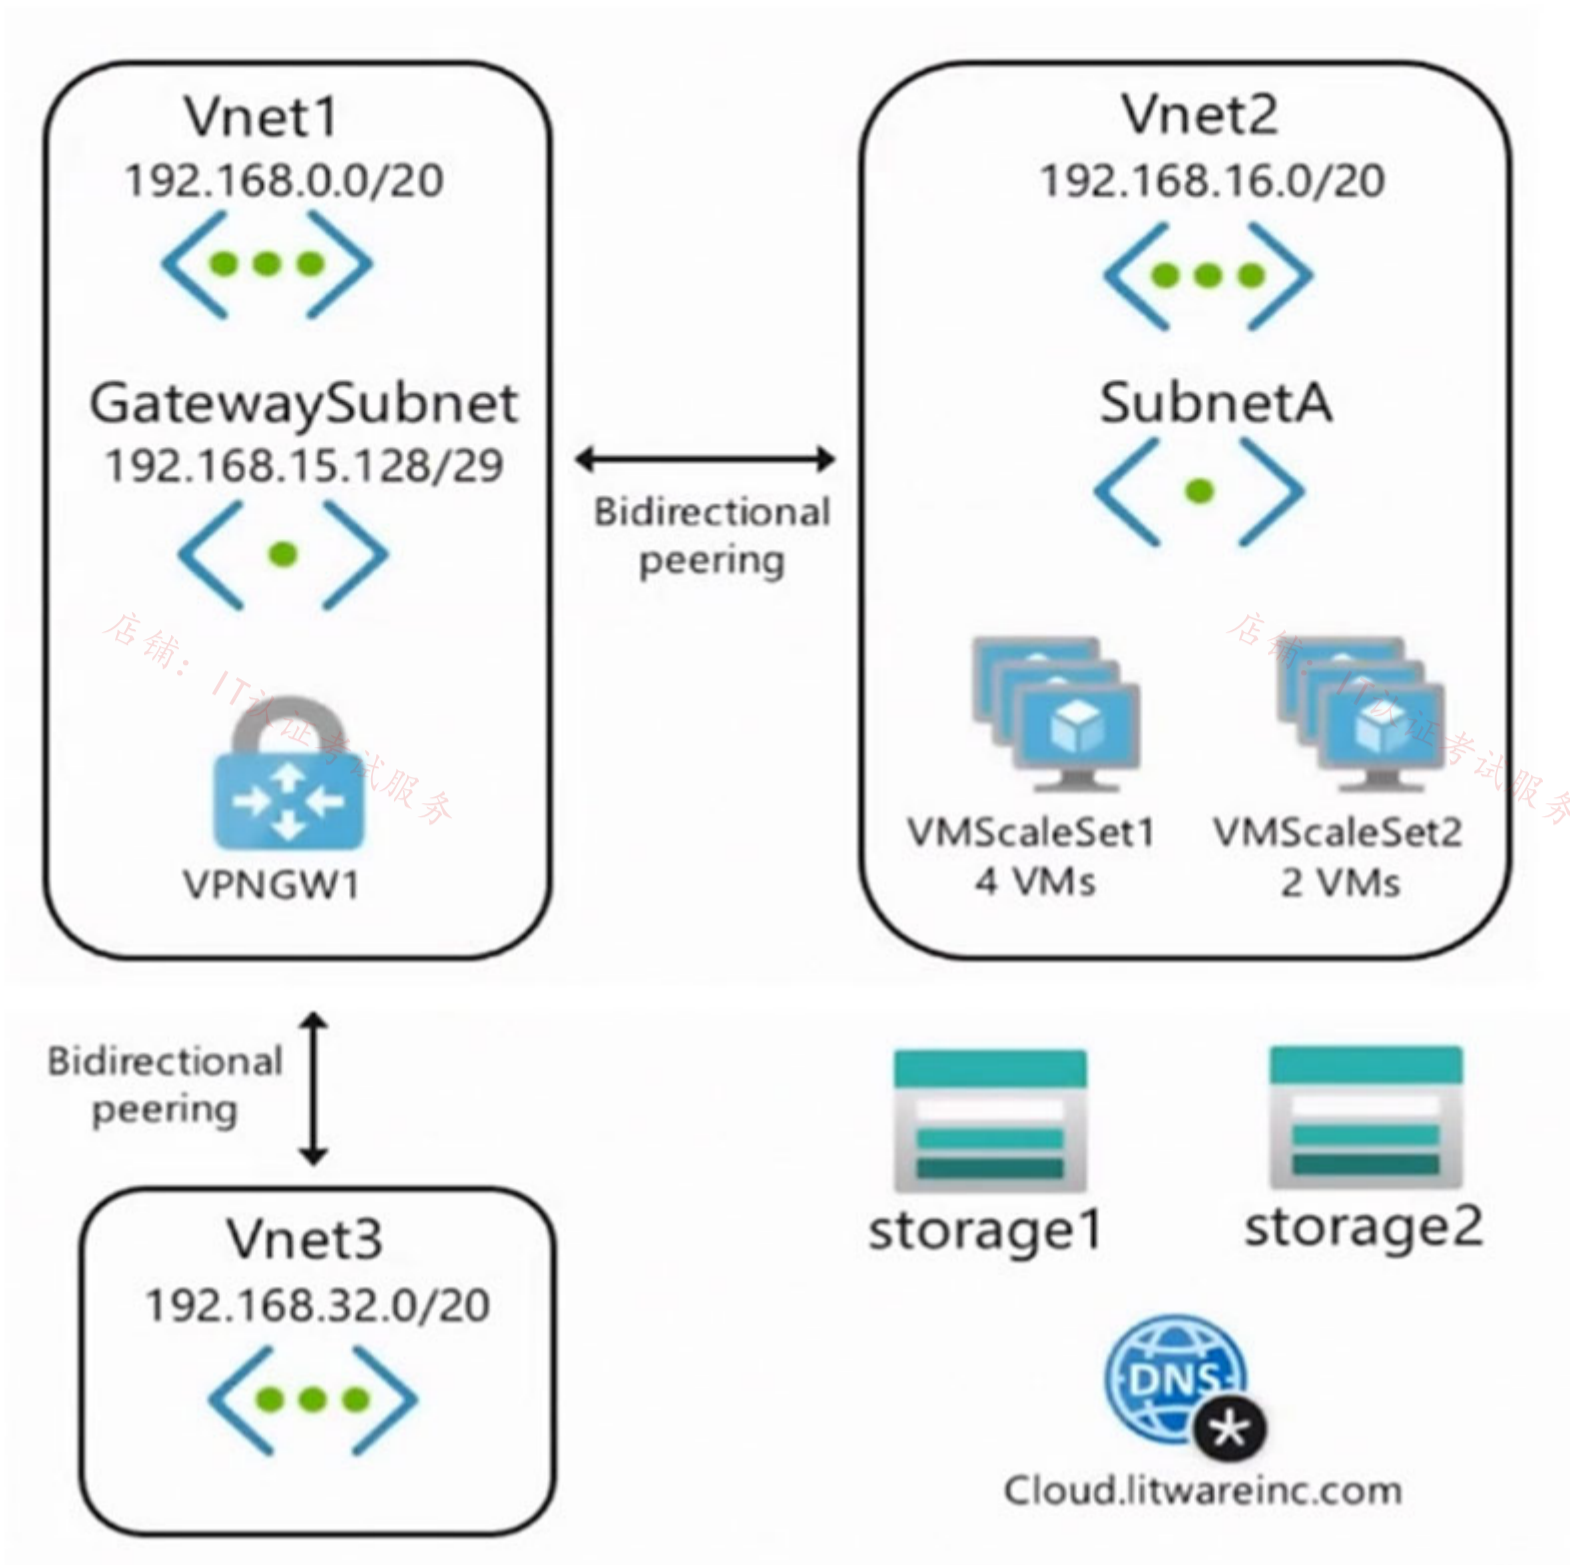 Vnet1
192.168.0.0/20
GatewaySubnet
192.168.15.128/29
VPNGW1
Bidirectional
peering
Vnet2
192.168.16.0/20
SubnetA
VMScaleSet1
4 VMs
VMScaleSet2
2 VMs
店铺：IT认证考试服务
店铺：IT认证考试服务
Bidirectional
peering
Vnet3
192.168.32.0/20
storage1
storage2
DNS
*
Cloud.litwareinc.com